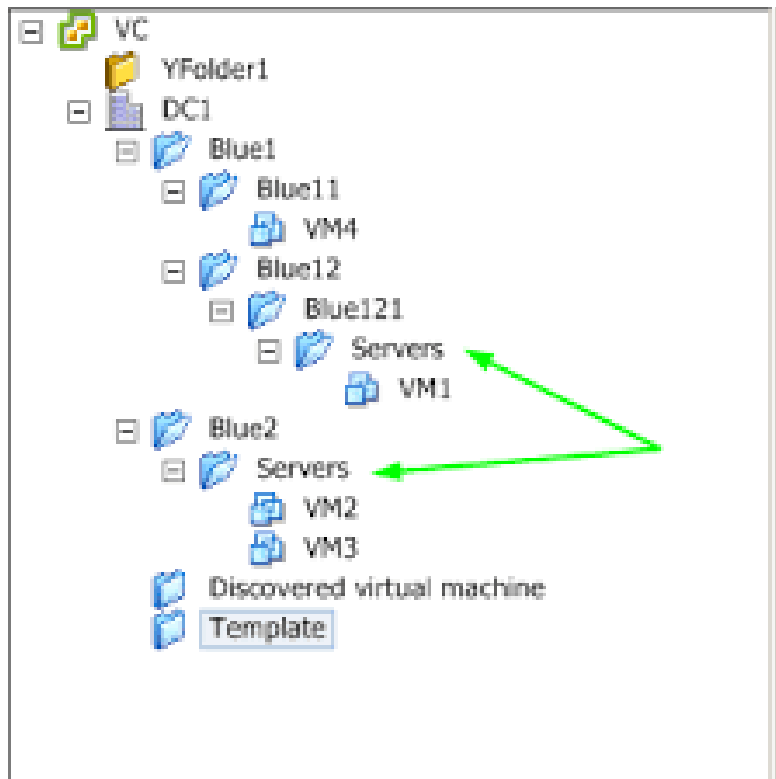 VC
YFolder1
DC1
Blue1
Blue11
VM4
Blue12
Blue121
Servers
VM1
Blue2
Servers
VM2
VM3
Discovered virtual machine
Template